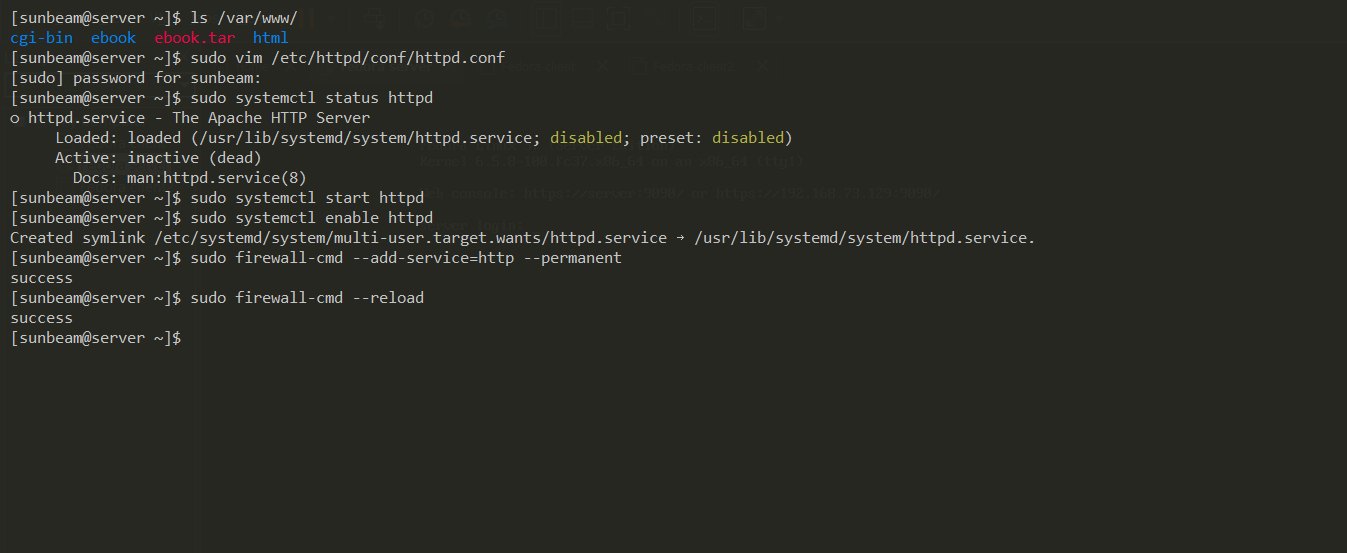 [sunbeam@server ~]$ ls /var/www/
cgi-bin  ebook  ebook.tar  html
[sunbeam@server ~]$ sudo vim /etc/httpd/conf/httpd.conf
[sudo] password for sunbeam:
[sunbeam@server ~]$ sudo systemctl status httpd
○ httpd.service - The Apache HTTP Server
     Loaded: loaded (/usr/lib/systemd/system/httpd.service; disabled; preset: disabled)
     Active: inactive (dead)
       Docs: man:httpd.service(8)
[sunbeam@server ~]$ sudo systemctl start httpd
[sunbeam@server ~]$ sudo systemctl enable httpd
Created symlink /etc/systemd/system/multi-user.target.wants/httpd.service → /usr/lib/systemd/system/httpd.service.
[sunbeam@server ~]$ sudo firewall-cmd --add-service=http --permanent
success
[sunbeam@server ~]$ sudo firewall-cmd --reload
success
[sunbeam@server ~]$